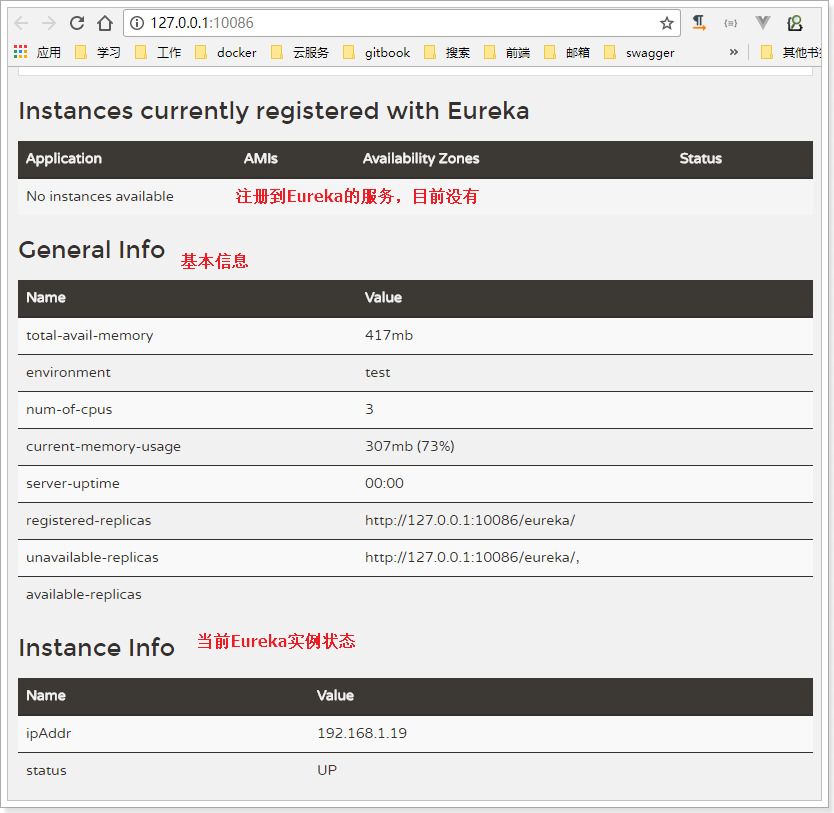 127.0.0.1:10086
应用 学习 工作 docker 云服务 gitbook 搜索 前端 邮箱 swagger » 其他书
Instances currently registered with Eureka
Application AMIs Availability Zones Status
No instances available 注册到Eureka的服务，目前没有
General Info 基本信息
Name Value
total-avail-memory 417mb
environment test
num-of-cpus 3
current-memory-usage 307mb (73%)
server-uptime 00:00
registered-replicas http://127.0.0.1:10086/eureka/
unavailable-replicas http://127.0.0.1:10086/eureka/,
available-replicas
Instance Info 当前Eureka实例状态
Name Value
ipAddr 192.168.1.19
status UP